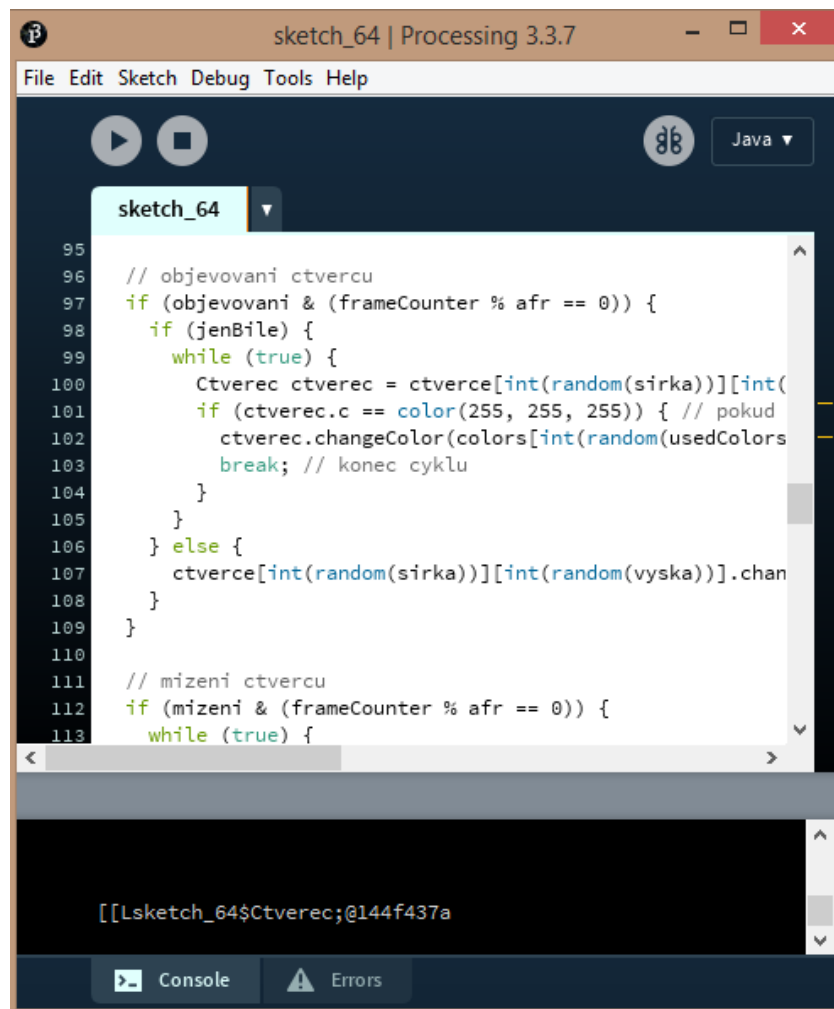 sketch_64 | Processing 3.3.7
File Edit Sketch Debug Tools Help
Java ▼
sketch_64 ▼
95
96 // objevovani ctvercu
97 if (objevovani & (frameCounter % afr == 0)) {
98 if (jenBile) {
99 while (true) {
100 Ctverec ctverec = ctverce[int(random(sirka))][int(
101 if (ctverec.c == color(255, 255, 255)) { // pokud
102 ctverec.changeColor(colors[int(random(usedColors
103 break; // konec cyklu
104 }
105 }
106 } else {
107 ctverce[int(random(sirka))][int(random(vyska))].chan
108 }
109 }
110
111 // mizeni ctvercu
112 if (mizeni & (frameCounter % afr == 0)) {
113 while (true) {
[[Lsketch_64$Ctverec;@144f437a
Console Errors